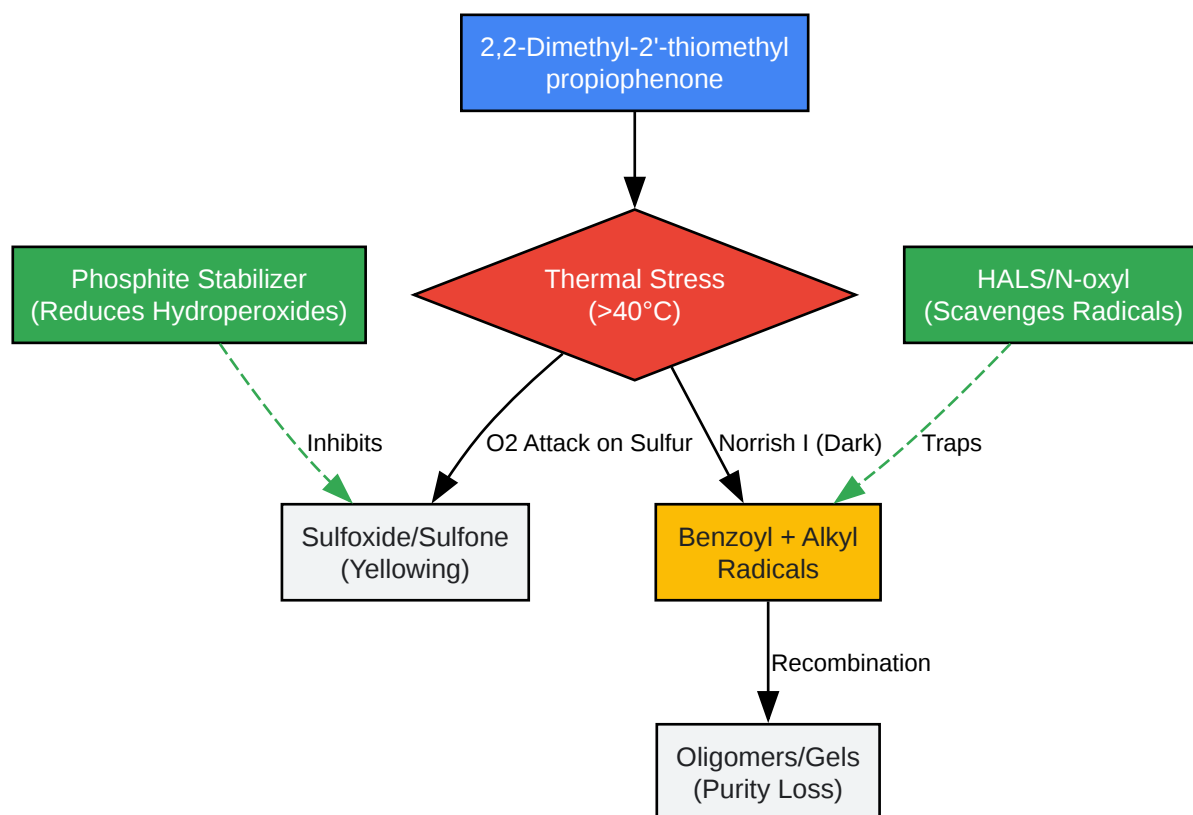 2,2-Dimethyl-2'-thiomethyl
propiophenone
Thermal Stress
(>40°C)
Phosphite Stabilizer
(Reduces Hydroperoxides)
HALS/N-oxyl
(Scavenges Radicals)
Inhibits
O2 Attack on Sulfur
Norrish I (Dark)
Traps
Sulfoxide/Sulfone
(Yellowing)
Benzoyl + Alkyl
Radicals
Recombination
Oligomers/Gels
(Purity Loss)